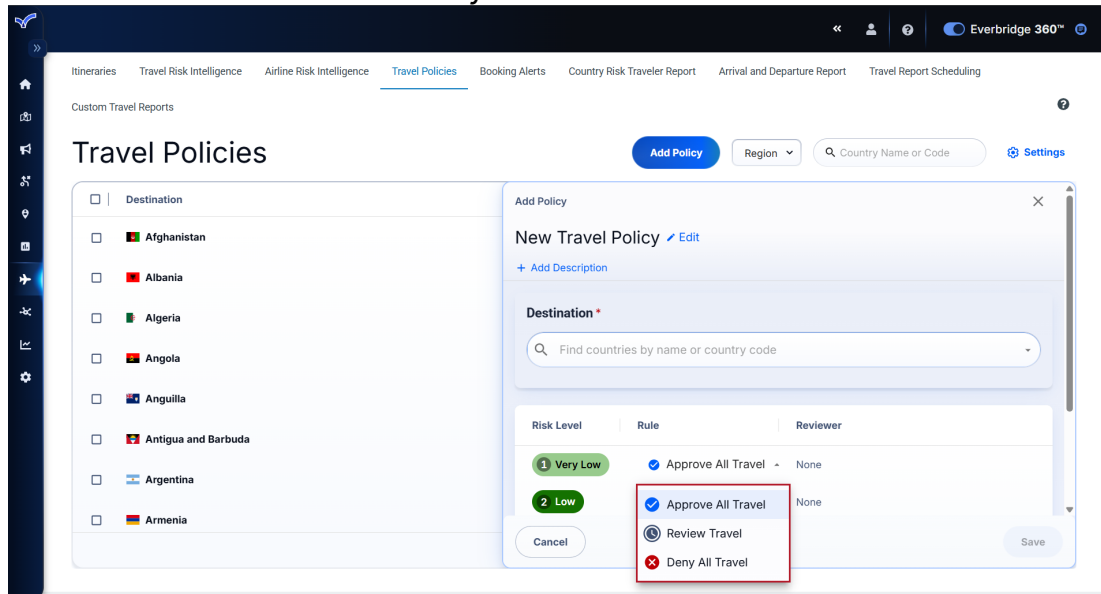 Everbridge 360™
Itineraries Travel Risk Intelligence Airline Risk Intelligence Travel Policies Booking Alerts Country Risk Traveler Report Arrival and Departure Report Travel Report Scheduling
Custom Travel Reports
Travel Policies
Add Policy Region Country Name or Code Settings
Destination
Afghanistan
Albania
Algeria
Angola
Anguilla
Antigua and Barbuda
Argentina
Armenia
Add Policy
New Travel Policy Edit
+ Add Description
Destination *
Find countries by name or country code
Risk Level Rule Reviewer
1 Very Low Approve All Travel None
2 Low None
Approve All Travel
Review Travel
Deny All Travel
Cancel Save